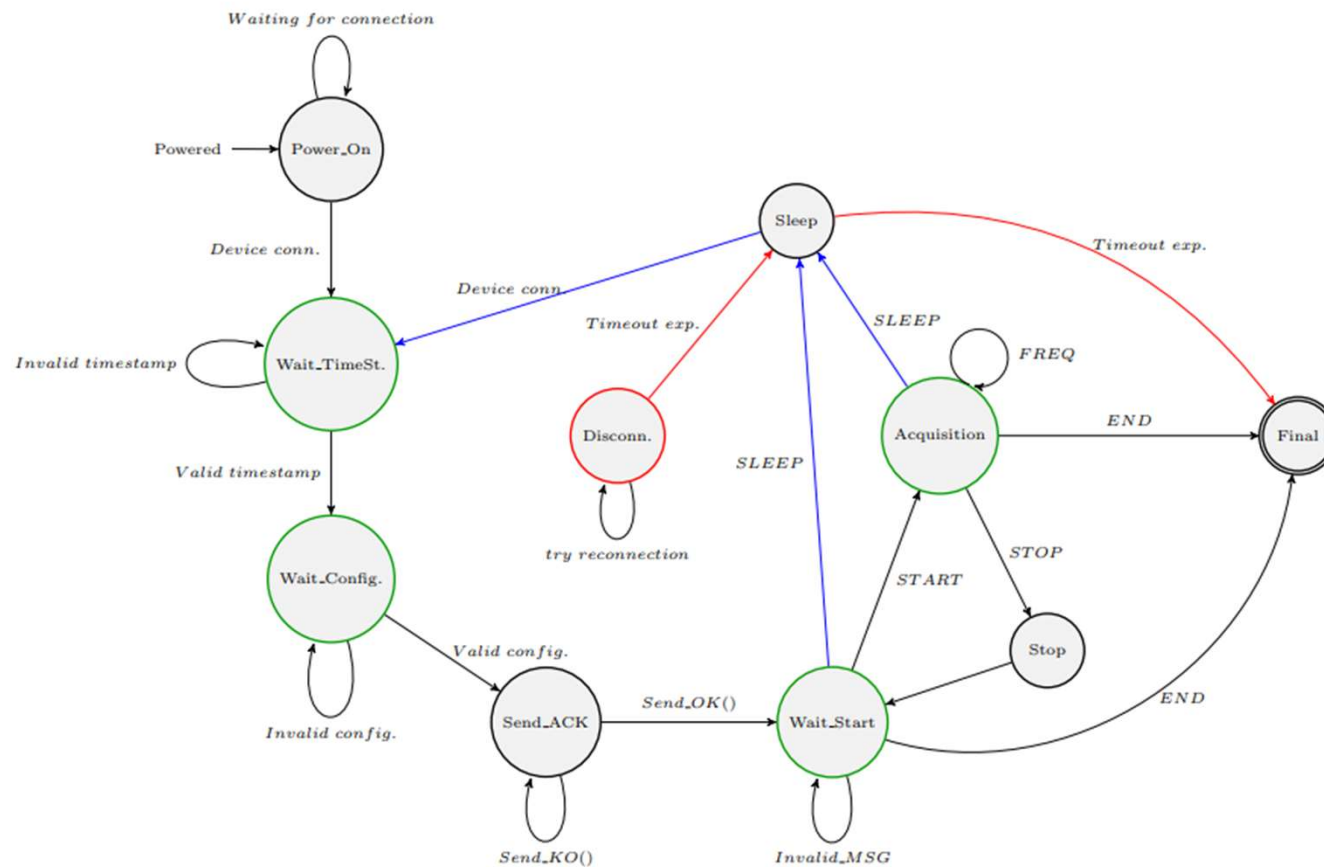 Waiting for connection
Powered
Power_On
Device conn.
Sleep
Timeout exp.
Device conn.
Timeout exp.
SLEEP
FREQ
Invalid timestamp
Wait_TimeSt.
Disconn.
Acquisition
END
Final
SLEEP
Valid timestamp
try reconnection
STOP
START
Wait_Config.
Valid config.
Stop
Invalid config.
Send_ACK
Send_OK()
Wait_Start
END
Send_KO()
Invalid_MSG